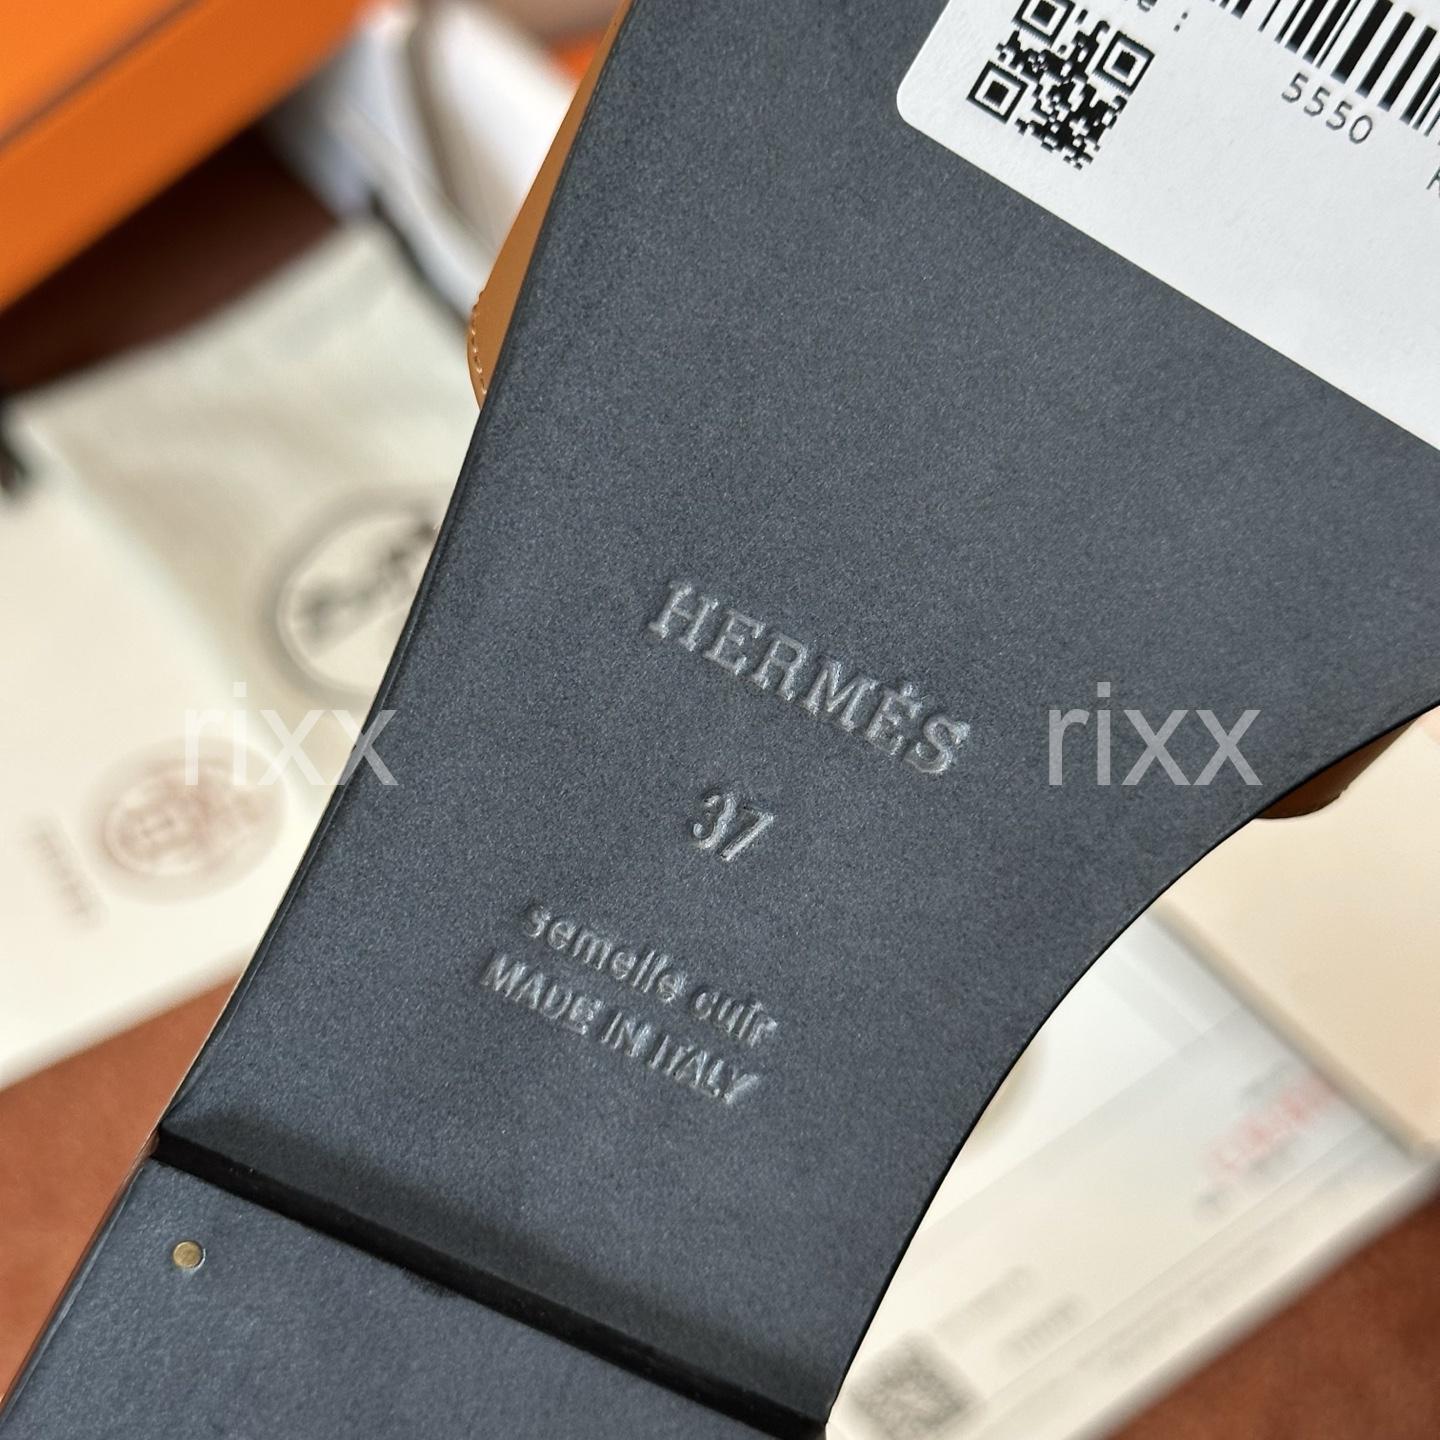 5550
HERMÈS
rixx rixx
37
semelle cuir
MADE IN ITALY